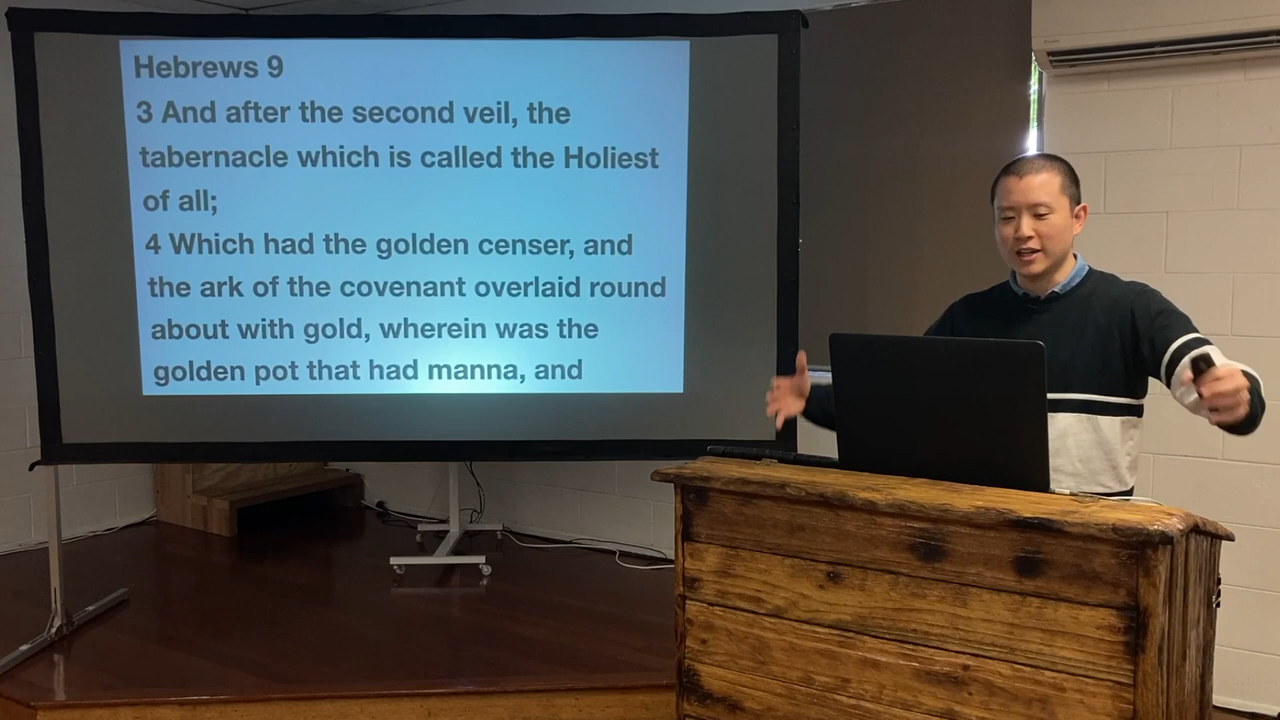 Hebrews 9
3 And after the second veil, the
tabernacle which is called the Holiest
of all;
4 Which had the golden censer, and
the ark of the covenant overlaid round
about with gold, wherein was the
golden pot that had manna, and